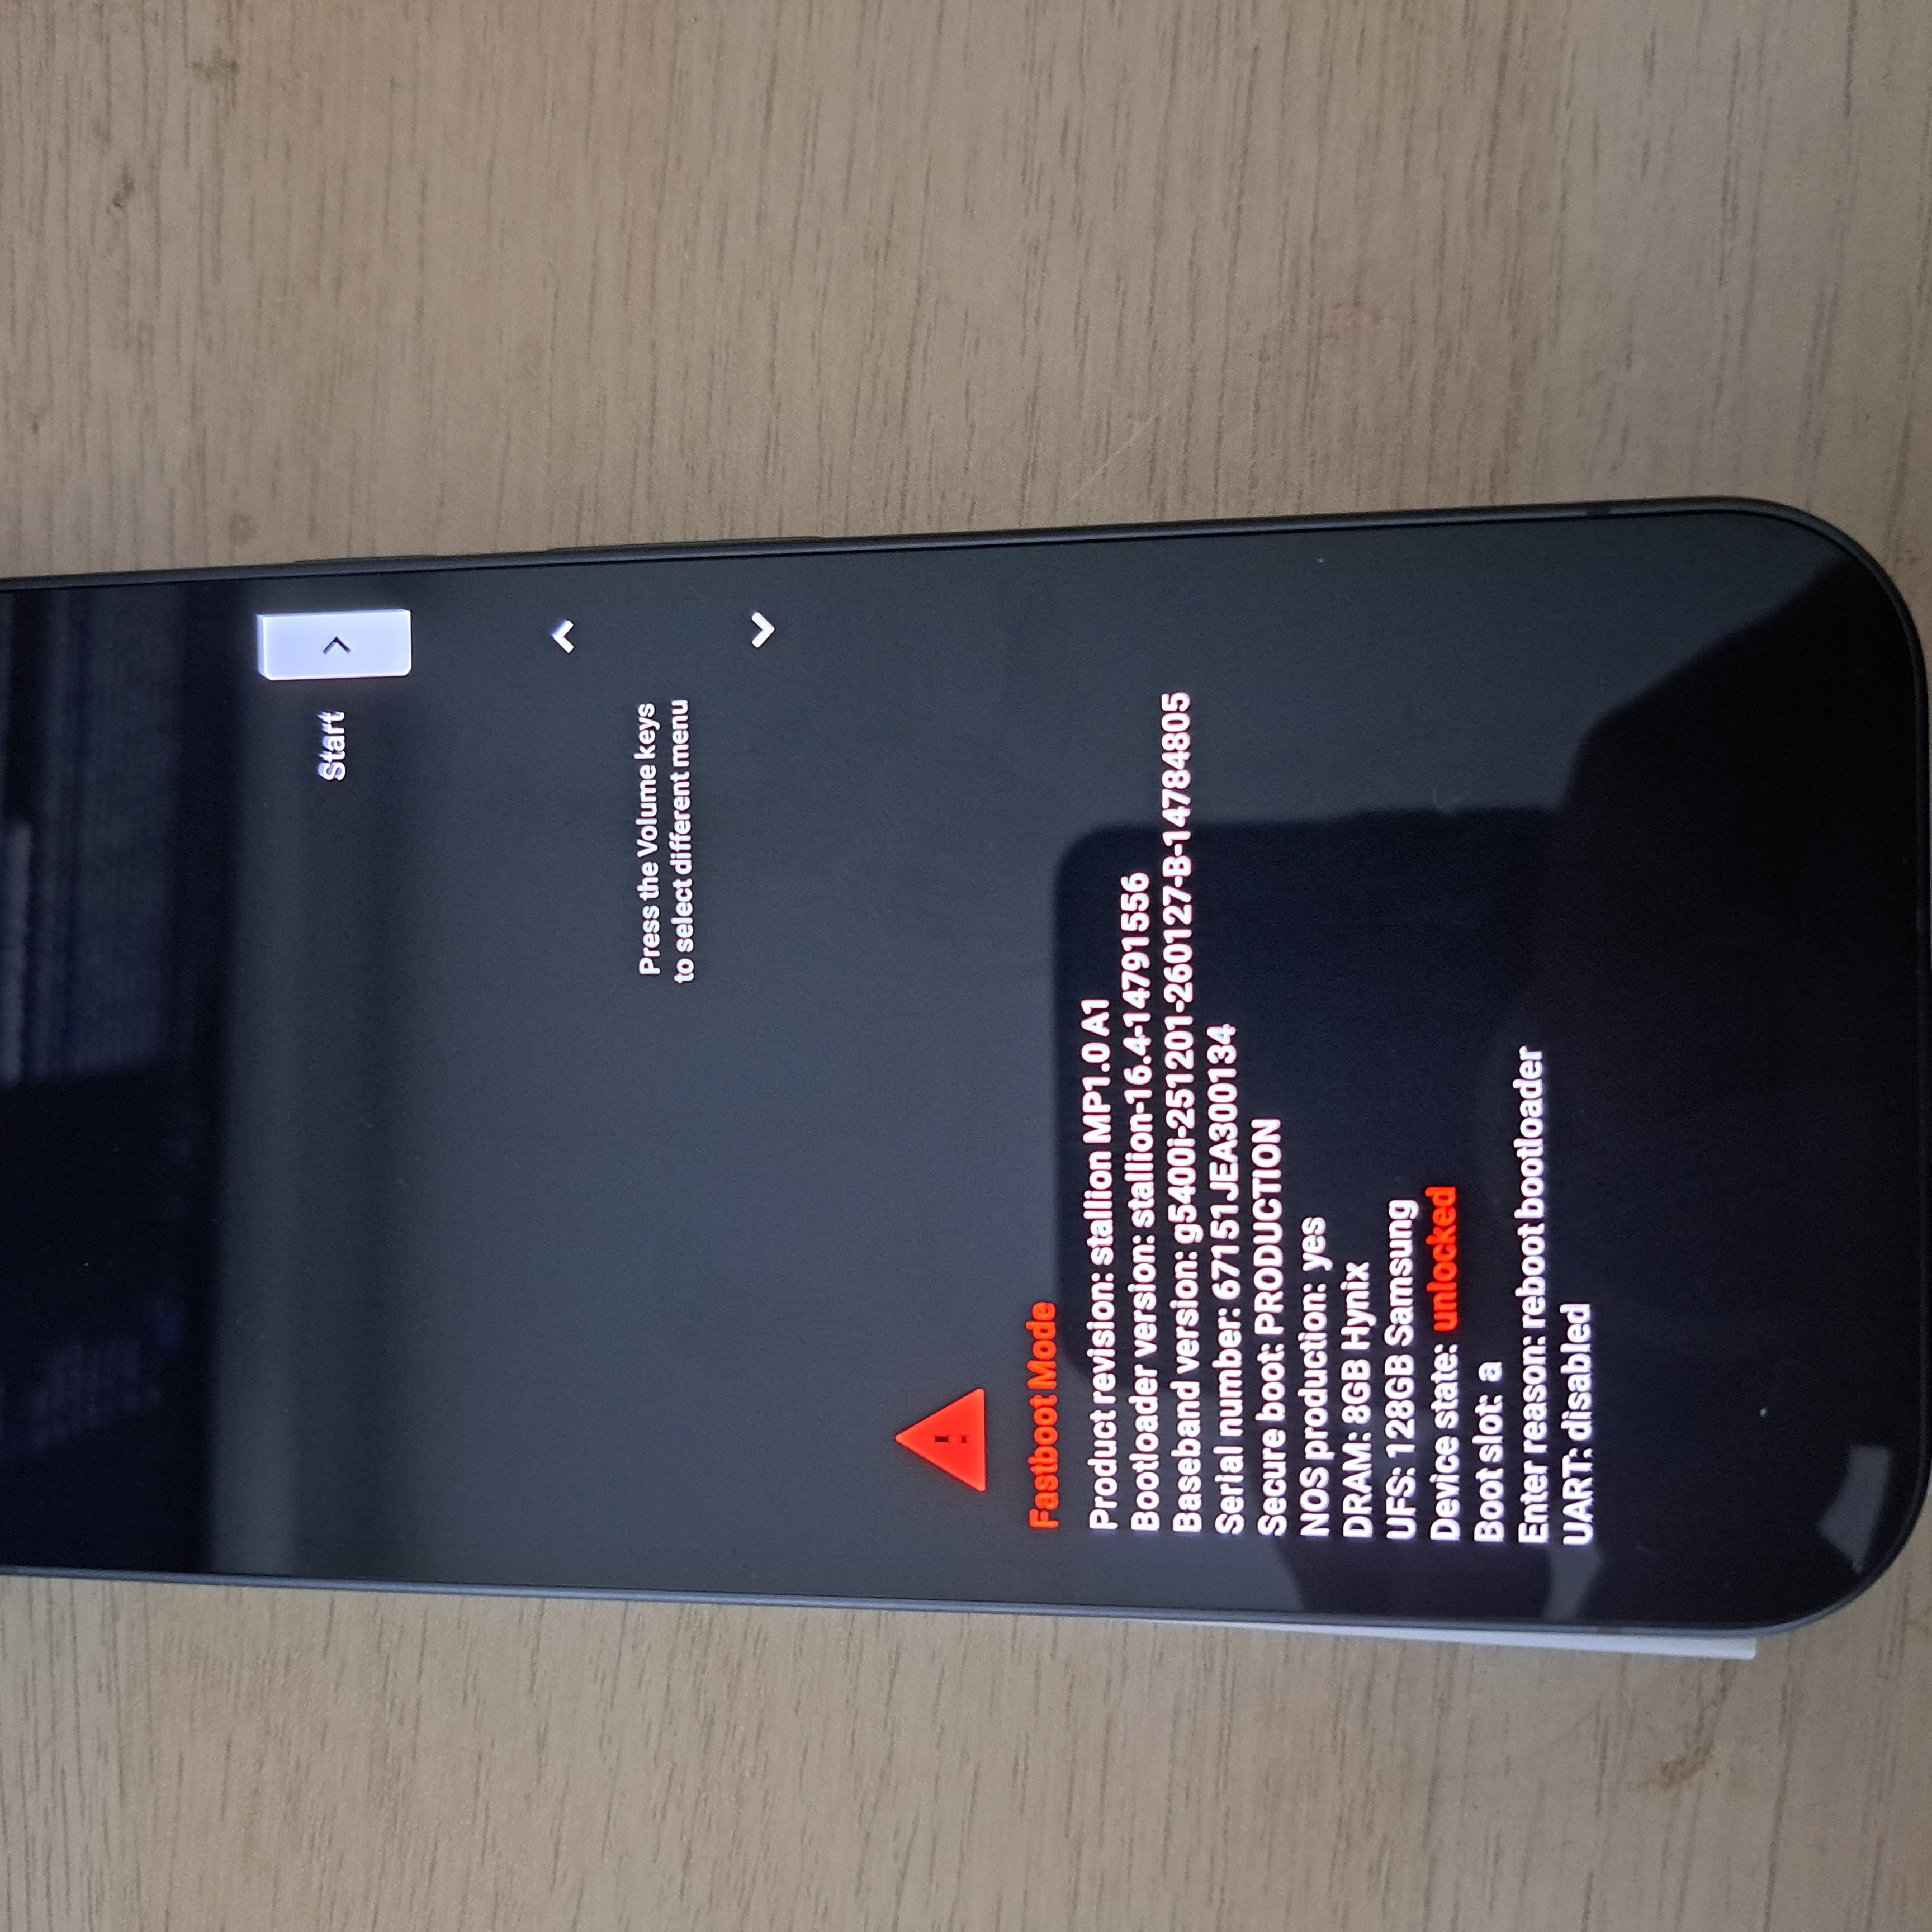 Start
Press the Volume keys
to select different menu
Fastboot Mode
Product revision: stallion MP1.0 A1
Bootloader version: stallion-16.4-14791556
Baseband version: g5400i-251201-260127-B-14784805
Serial number: 67151JEA300134
Secure boot: PRODUCTION
NOS production: yes
DRAM: 8GB Hynix
UFS: 128GB Samsung
Device state: unlocked
Boot slot: a
Enter reason: reboot bootloader
UART: disabled